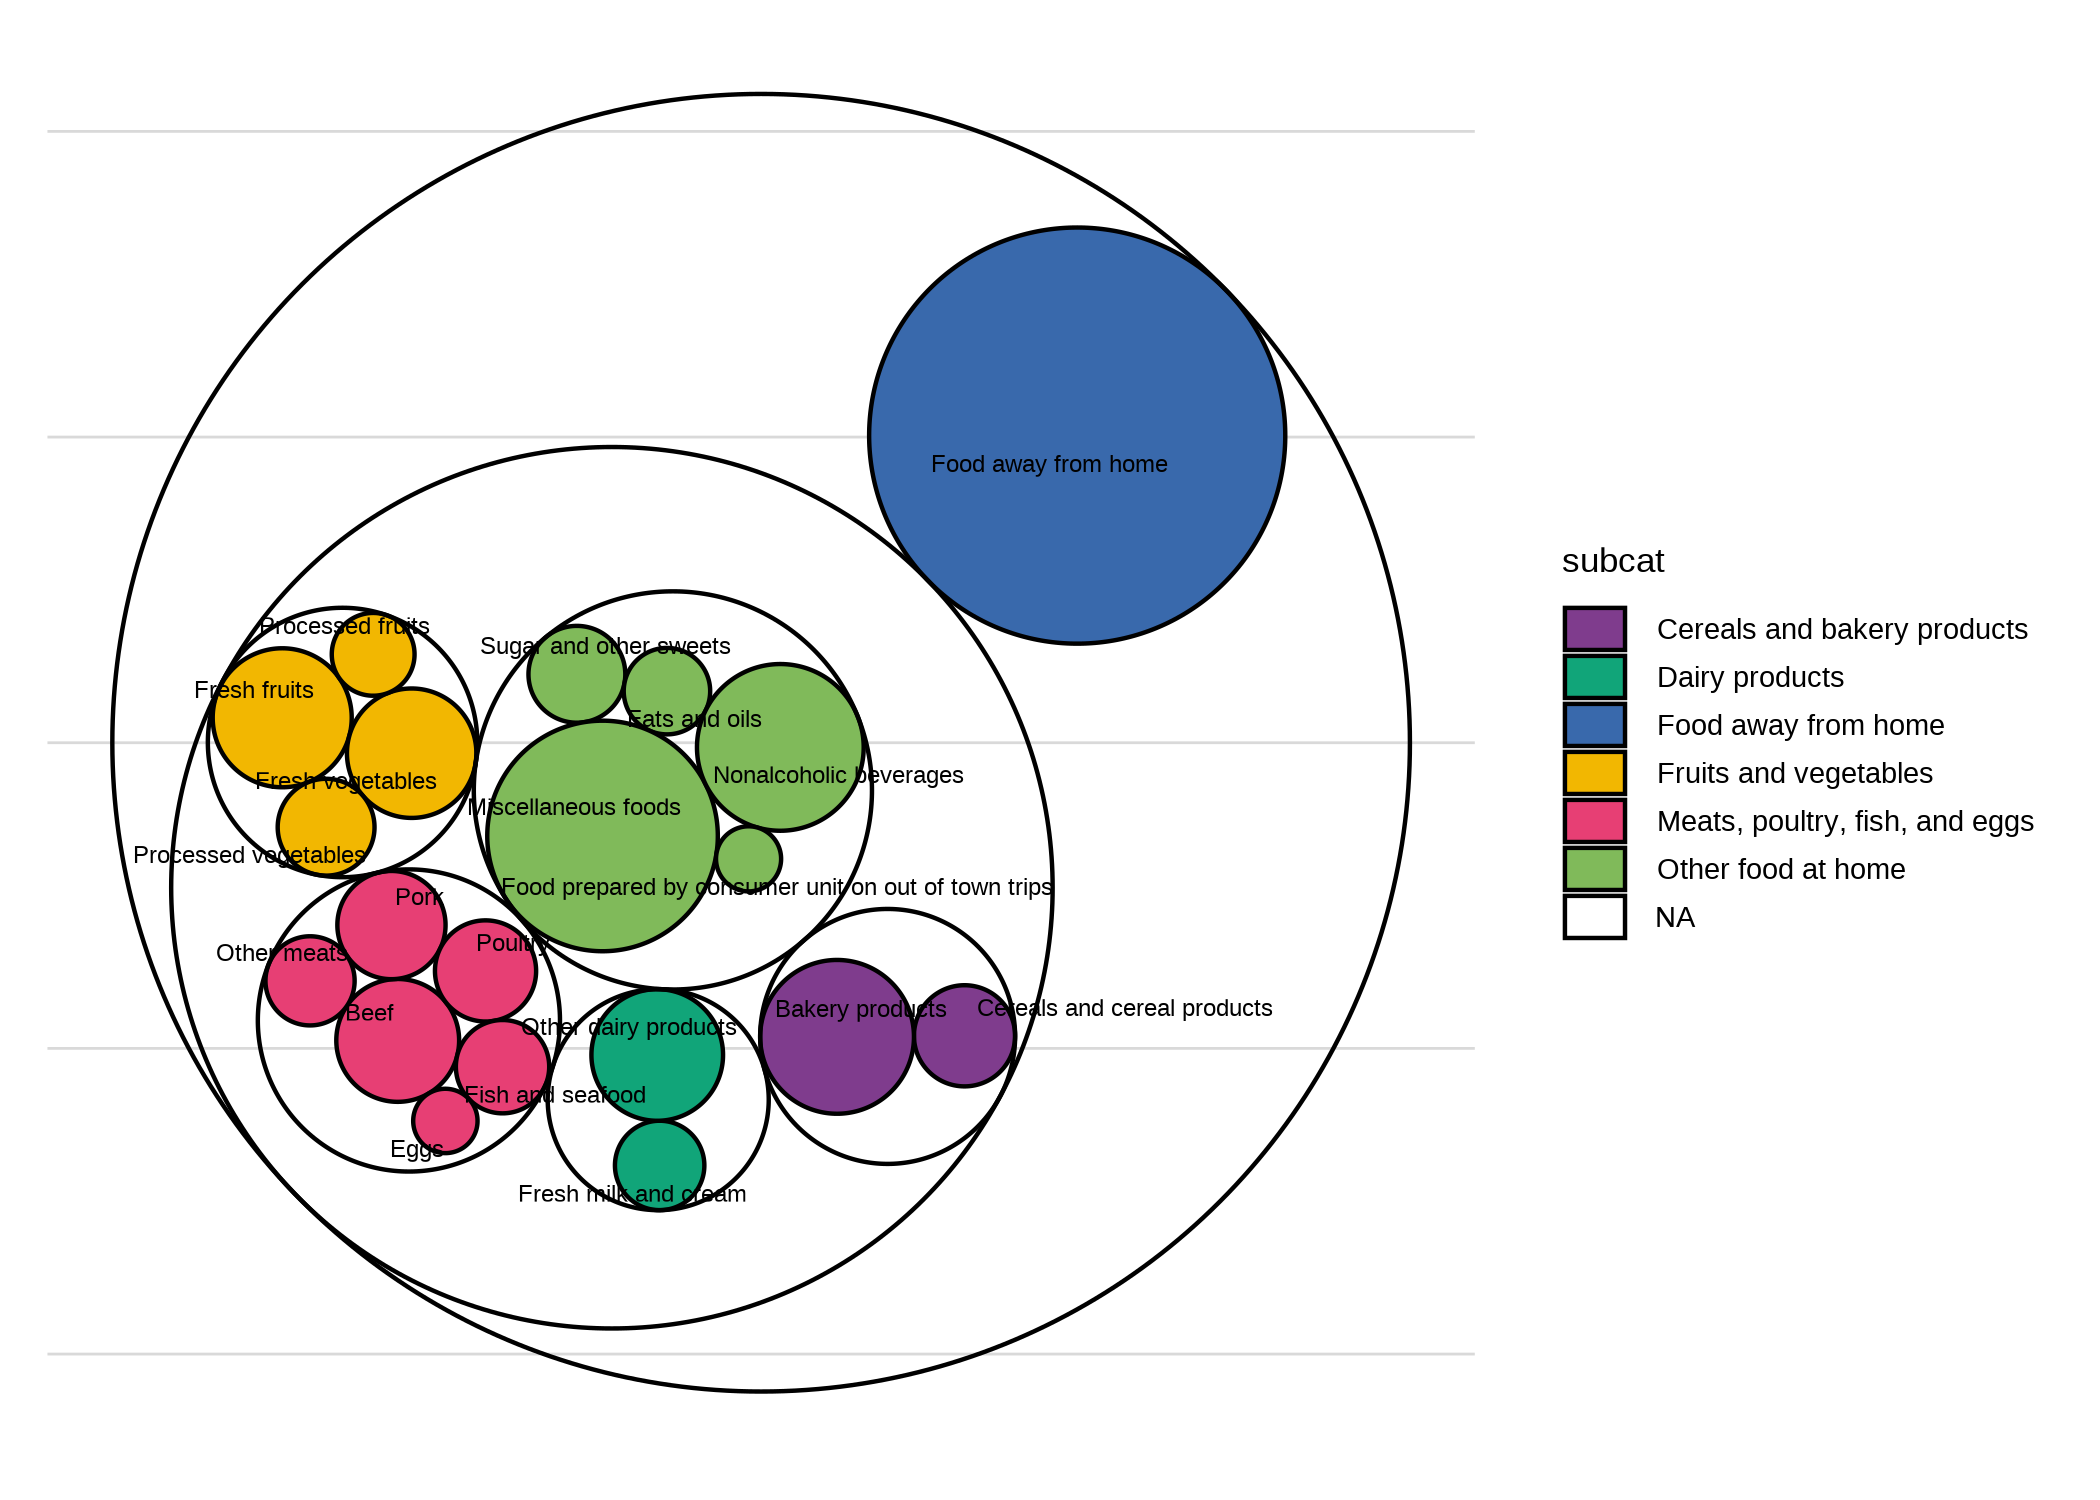 Food away from home
Processed fruits
Sugar and other sweets
Fresh fruits
Fats and oils
Fresh vegetables
Nonalcoholic beverages
Miscellaneous foods
Processed vegetables
Food prepared by consumer unit on out of town trips
Pork
Poultry
Other meats
Beef
Bakery products
Cereals and cereal products
Other dairy products
Fish and seafood
Eggs
Fresh milk and cream
subcat
Cereals and bakery products
Dairy products
Food away from home
Fruits and vegetables
Meats, poultry, fish, and eggs
Other food at home
NA